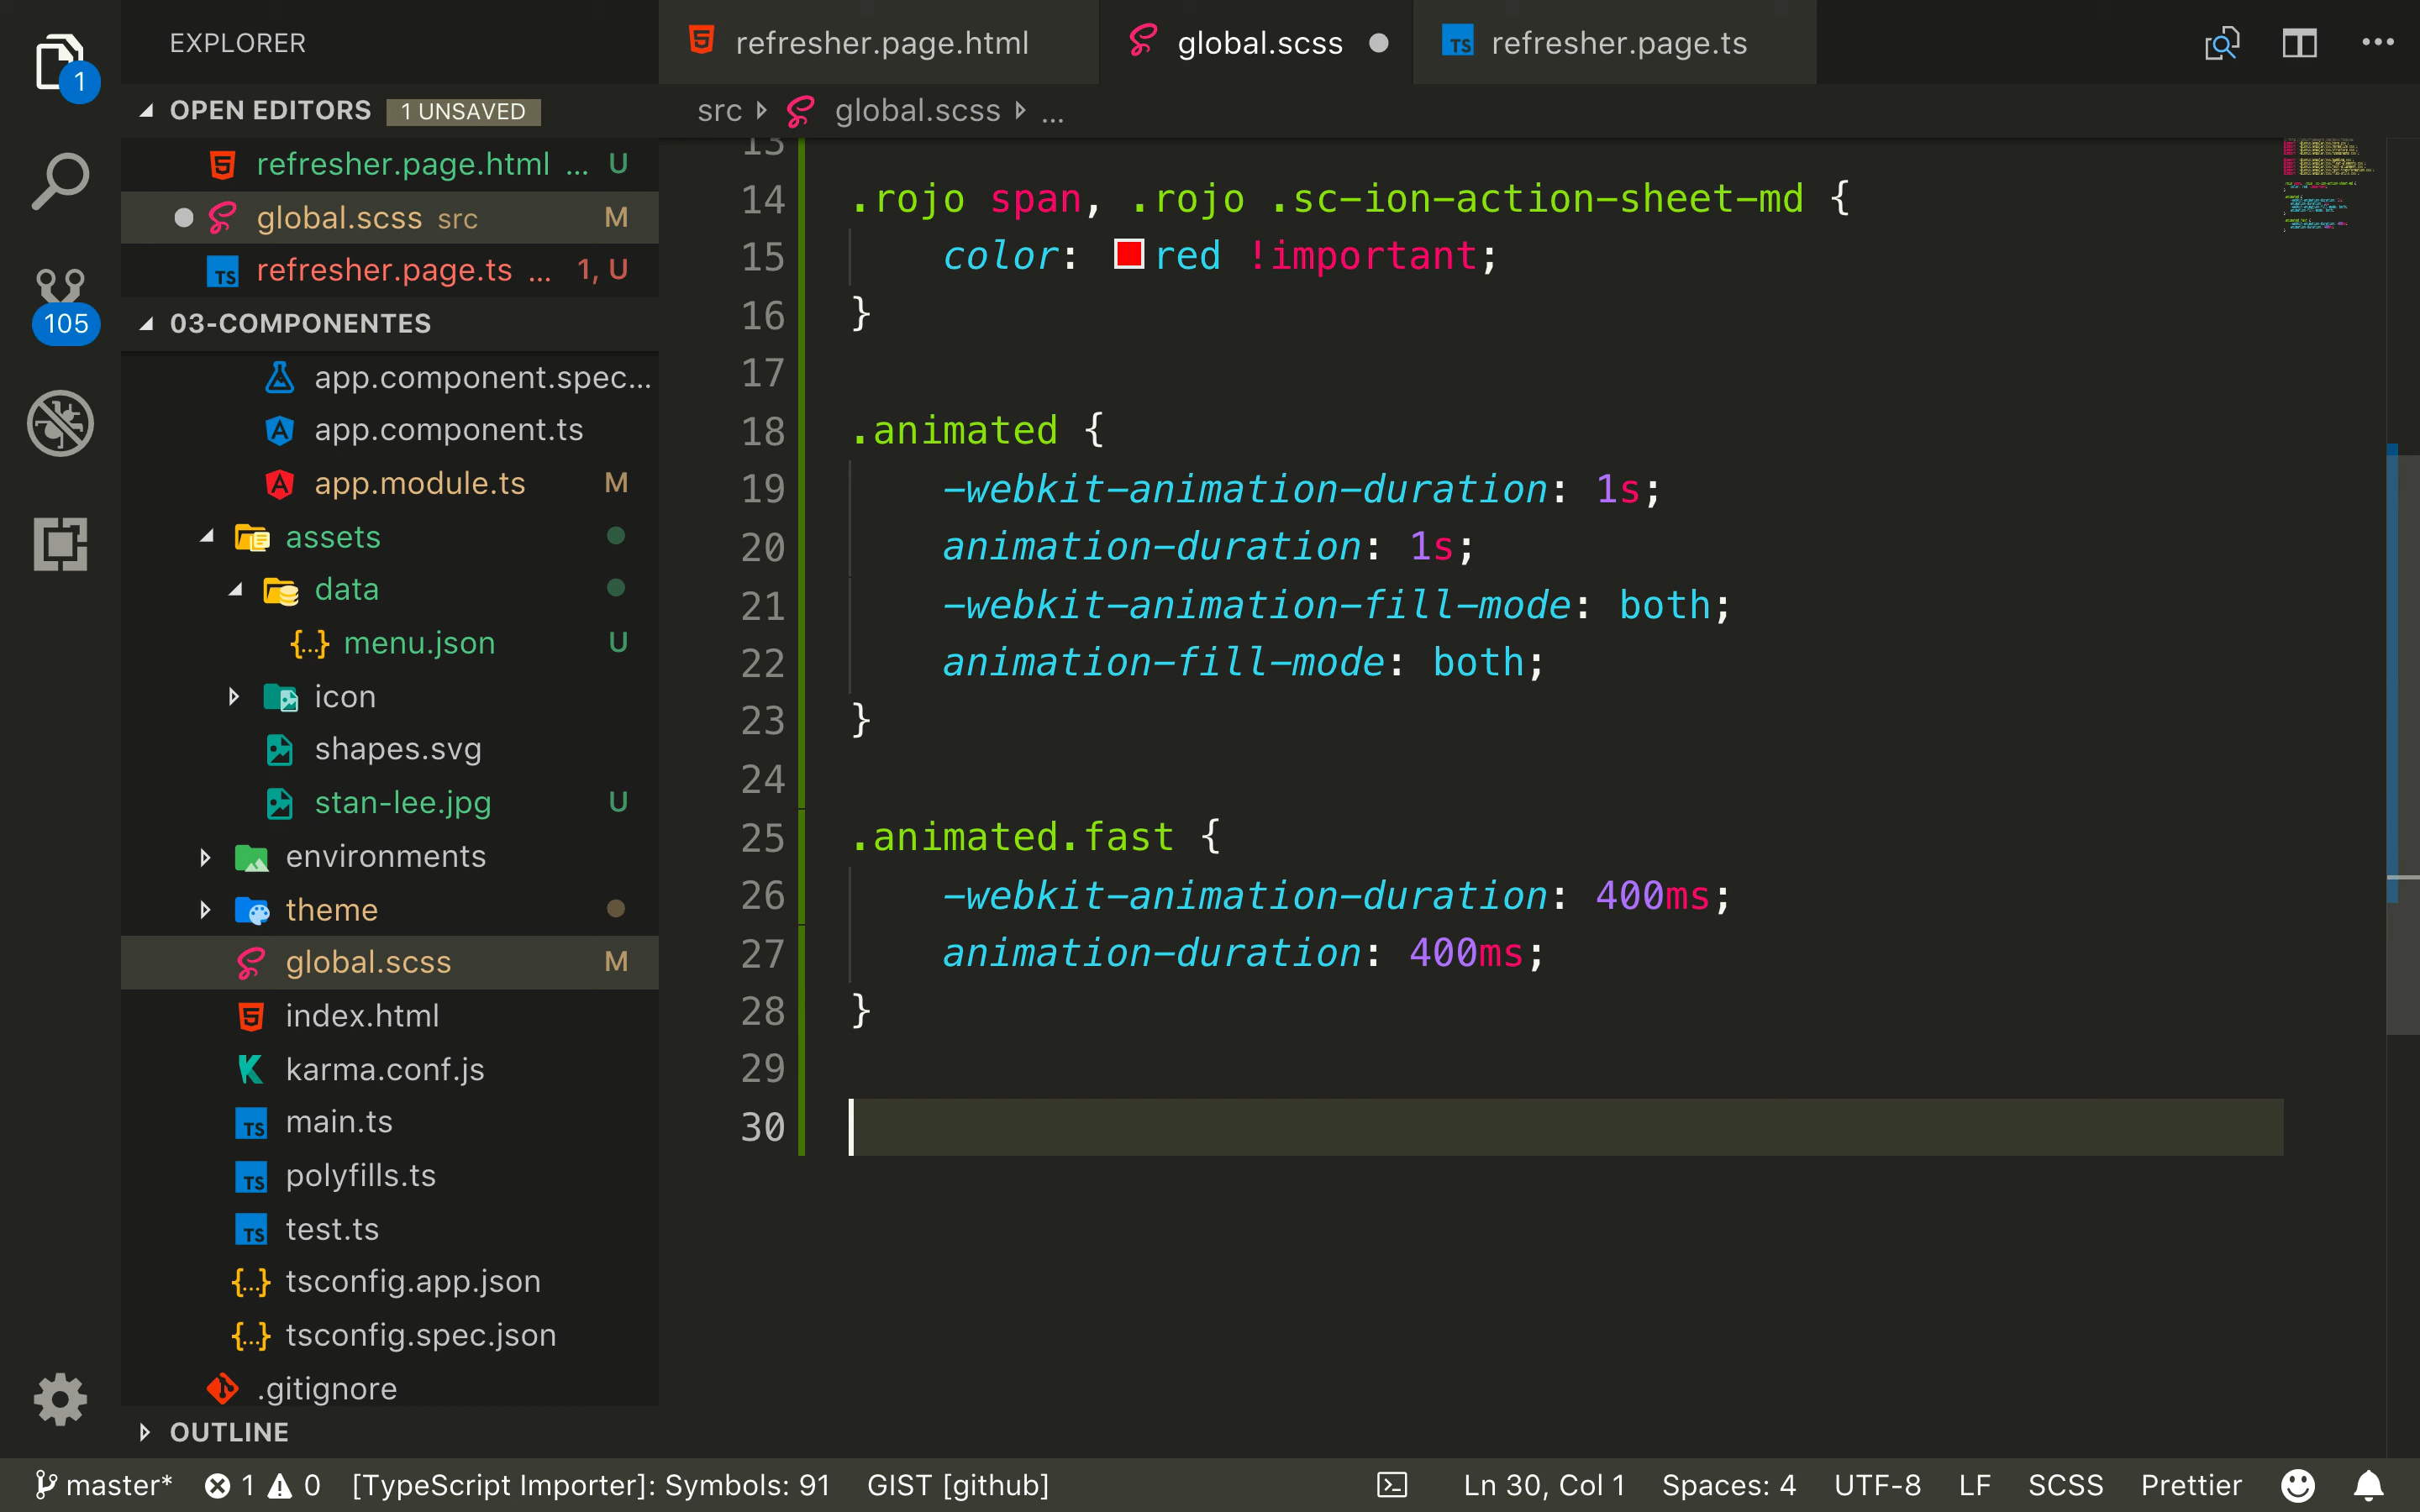 EXPLORER
refresher.page.html
global.scss
refresher.page.ts
OPEN EDITORS 1 UNSAVED
src global.scss ...
refresher.page.html ... U
global.scss src M
refresher.page.ts ... 1, U
03-COMPONENTES
app.component.spec...
app.component.ts
app.module.ts M
assets
data
menu.json U
icon
shapes.svg
stan-lee.jpg U
environments
theme
global.scss M
index.html
karma.conf.js
main.ts
polyfills.ts
test.ts
tsconfig.app.json
tsconfig.spec.json
.gitignore
OUTLINE
1
105
13
14 .rojo span, .rojo .sc-ion-action-sheet-md {
15 color: red !important;
16 }
17
18 .animated {
19 -webkit-animation-duration: 1s;
20 animation-duration: 1s;
21 -webkit-animation-fill-mode: both;
22 animation-fill-mode: both;
23 }
24
25 .animated.fast {
26 -webkit-animation-duration: 400ms;
27 animation-duration: 400ms;
28 }
29
30
master* 1 0 [TypeScript Importer]: Symbols: 91 GIST [github] Ln 30, Col 1 Spaces: 4 UTF-8 LF SCSS Prettier